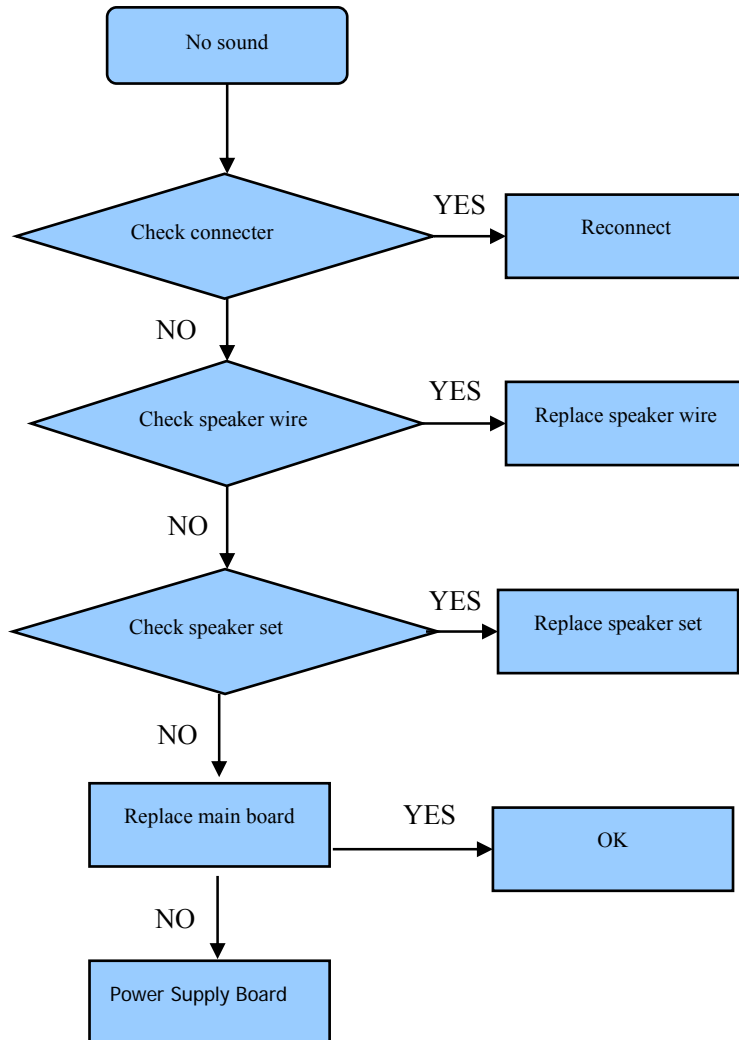 No sound
Check connecter
YES
Reconnect
NO
Check speaker wire
YES
Replace speaker wire
NO
Check speaker set
YES
Replace speaker set
NO
Replace main board
YES
OK
NO
Power Supply Board